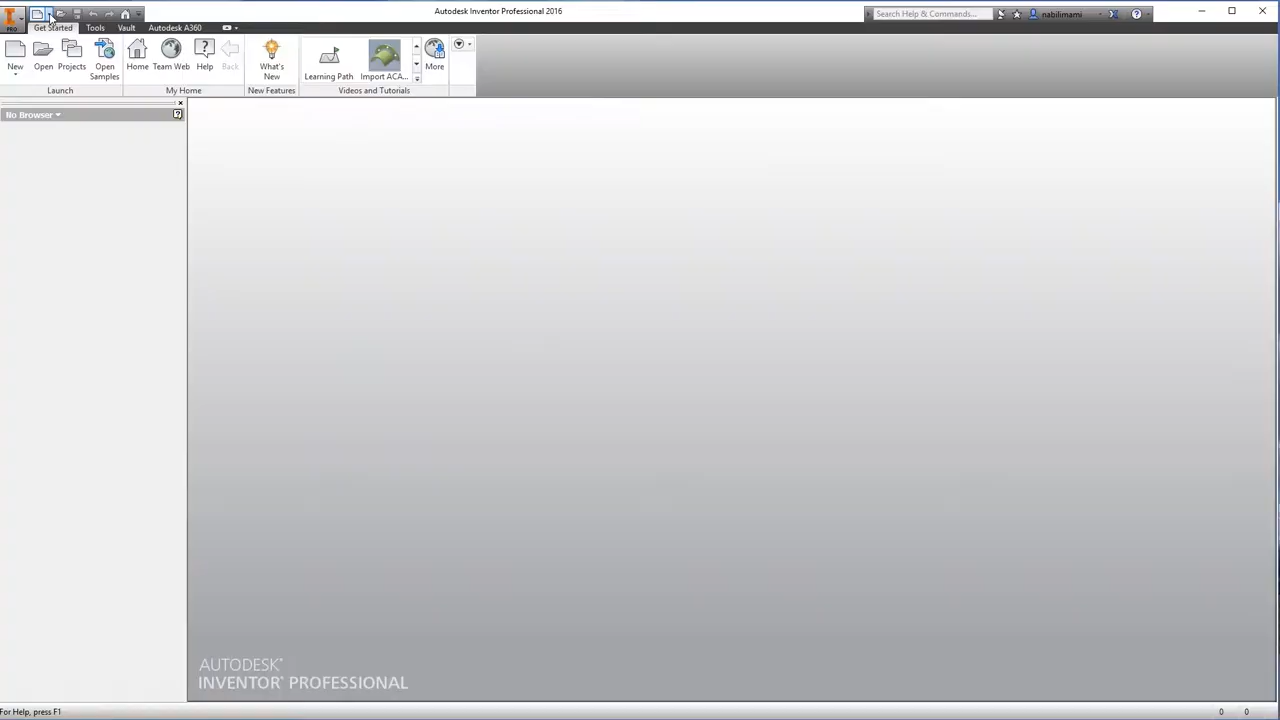 Autodesk Inventor Professional 2016
Search Help & Commands...
nabilimami
PRO
Get Started Tools Vault Autodesk A360
New Open Projects Open Samples Home Team Web Help Back What's New Learning Path Import ACA... More
Launch My Home New Features Videos and Tutorials
No Browser
AUTODESK®
INVENTOR® PROFESSIONAL
For Help, press F1
0 0